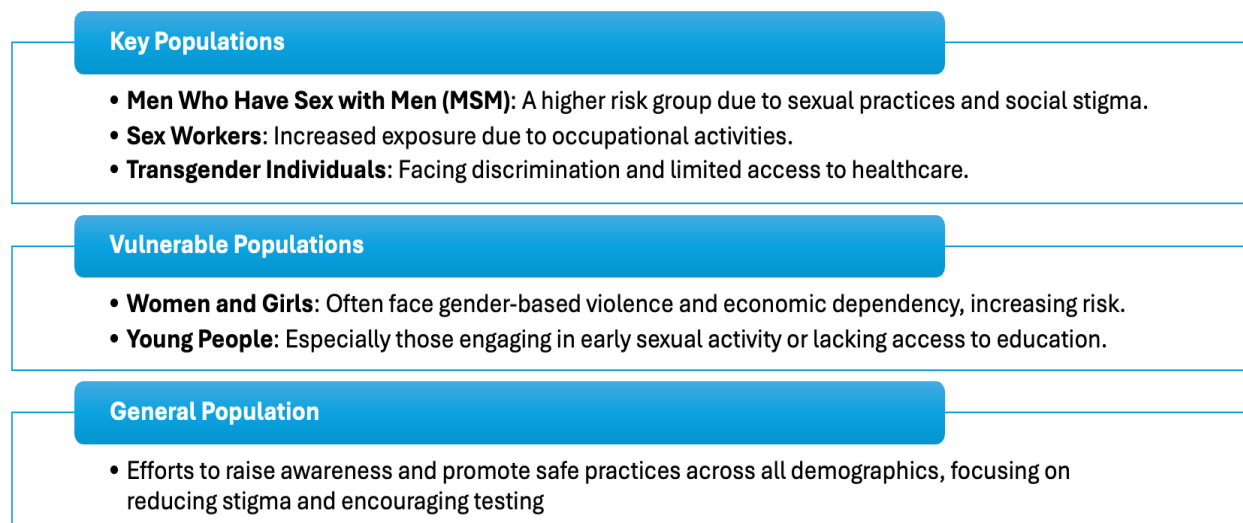 Key Populations
• Men Who Have Sex with Men (MSM): A higher risk group due to sexual practices and social stigma.
• Sex Workers: Increased exposure due to occupational activities.
• Transgender Individuals: Facing discrimination and limited access to healthcare.
Vulnerable Populations
• Women and Girls: Often face gender-based violence and economic dependency, increasing risk.
• Young People: Especially those engaging in early sexual activity or lacking access to education.
General Population
• Efforts to raise awareness and promote safe practices across all demographics, focusing on
reducing stigma and encouraging testing